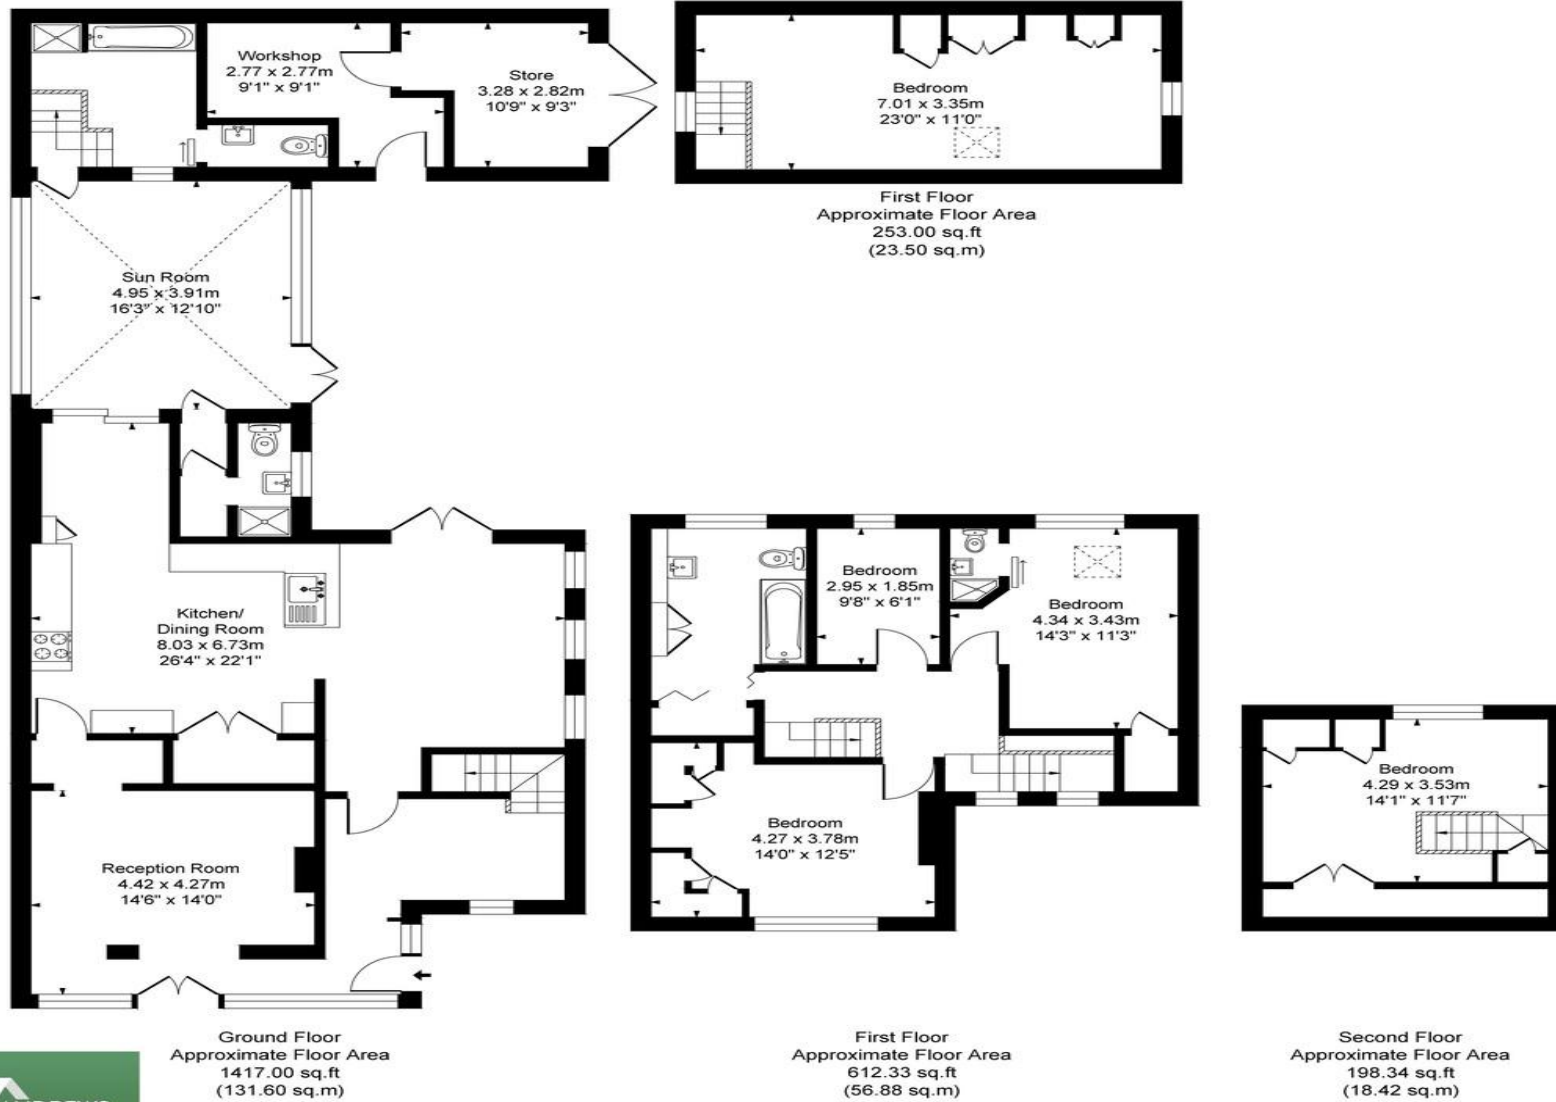 Workshop
2.77 x 2.77m
9'1" x 9'1"
Store
3.28 x 2.82m
10'9" x 9'3"
Bedroom
7.01 x 3.35m
23'0" x 11'0"
First Floor
Approximate Floor Area
253.00 sq.ft
(23.50 sq.m)
Sun Room
4.95 x 3.91m
16'3" x 12'10"
Kitchen/
Dining Room
8.03 x 6.73m
26'4" x 22'1"
Reception Room
4.42 x 4.27m
14'6" x 14'0"
Ground Floor
Approximate Floor Area
1417.00 sq.ft
(131.60 sq.m)
Bedroom
2.95 x 1.85m
9'8" x 6'1"
Bedroom
4.34 x 3.43m
14'3" x 11'3"
Bedroom
4.27 x 3.78m
14'0" x 12'5"
First Floor
Approximate Floor Area
612.33 sq.ft
(56.88 sq.m)
Bedroom
4.29 x 3.53m
14'1" x 11'7"
Second Floor
Approximate Floor Area
198.34 sq.ft
(18.42 sq.m)